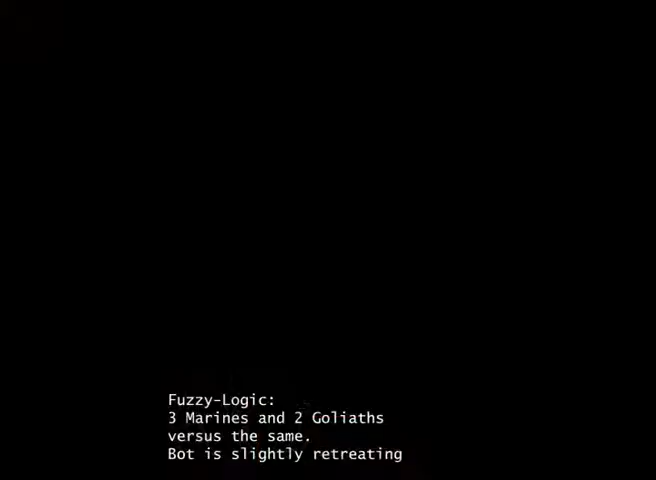 Fuzzy-Logic:
3 Marines and 2 Goliaths
versus the same.
Bot is slightly retreating